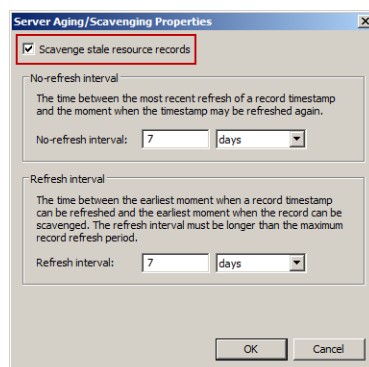 Server Aging/Scavenging Properties
Scavenge stale resource records
No-refresh interval
The time between the most recent refresh of a record timestamp
and the moment when the timestamp may be refreshed again.
No-refresh interval: 7 days
Refresh interval
The time between the earliest moment when a record timestamp
can be refreshed and the earliest moment when the record can be
scavenged. The refresh interval must be longer than the maximum
record refresh period.
Refresh interval: 7 days
OK Cancel